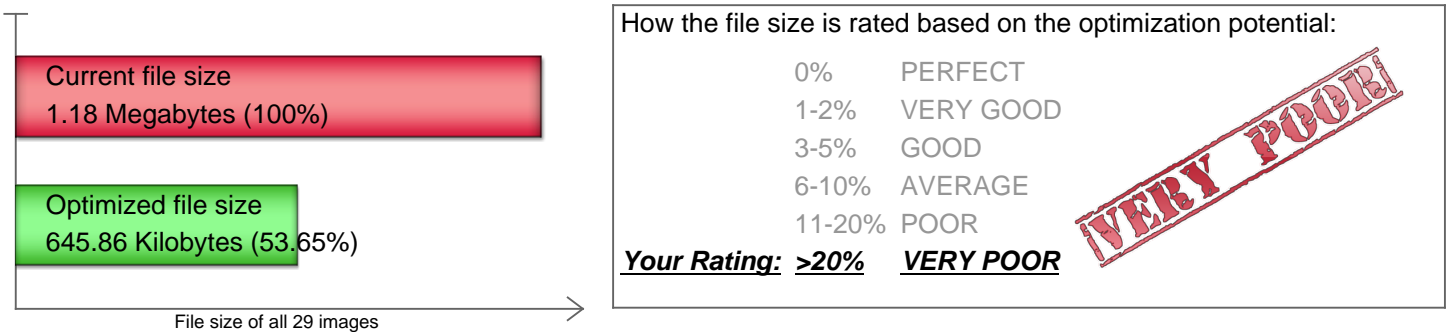 Current file size
1.18 Megabytes (100%)
Optimized file size
645.86 Kilobytes (53.65%)
File size of all 29 images
How the file size is rated based on the optimization potential:
0% PERFECT
1-2% VERY GOOD
3-5% GOOD
6-10% AVERAGE
11-20% POOR
Your Rating: >20% VERY POOR
VERY POOR